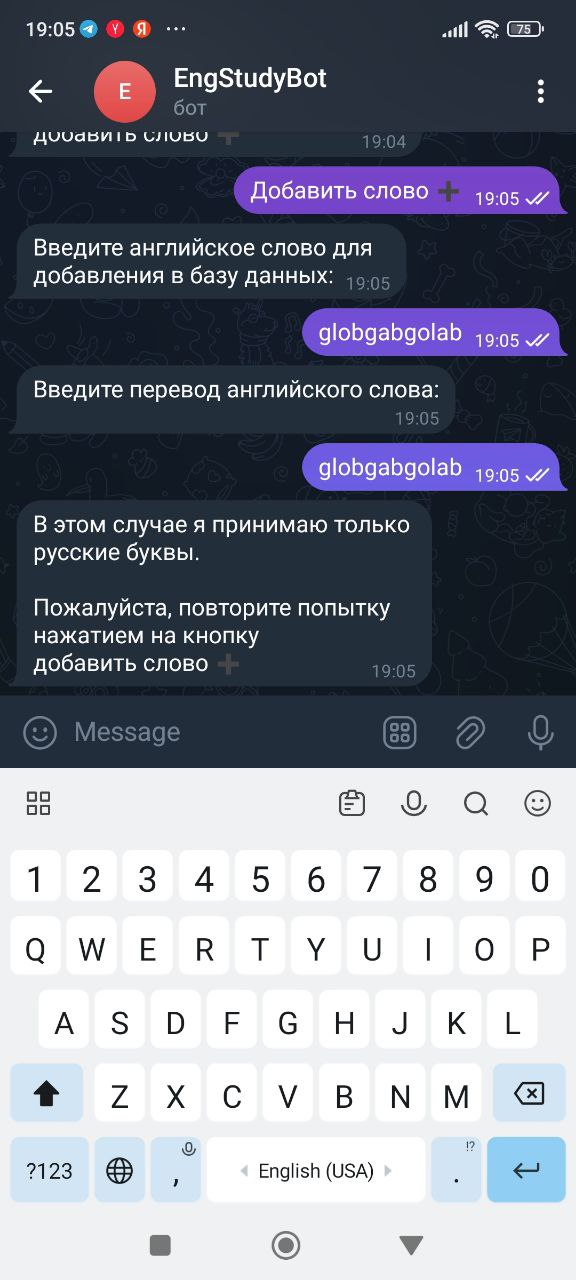 19:05 Y Я ... 75
E EngStudyBot
бот
добавить слово ➕ 19:04
Добавить слово ➕ 19:05
Введите английское слово для
добавления в базу данных: 19:05
globgabgolab 19:05
Введите перевод английского слова:
19:05
globgabgolab 19:05
В этом случае я принимаю только
русские буквы.
Пожалуйста, повторите попытку
нажатием на кнопку
добавить слово ➕ 19:05
Message
1 2 3 4 5 6 7 8 9 0
Q W E R T Y U I O P
A S D F G H J K L
Z X C V B N M
?123 , English (USA) . !?